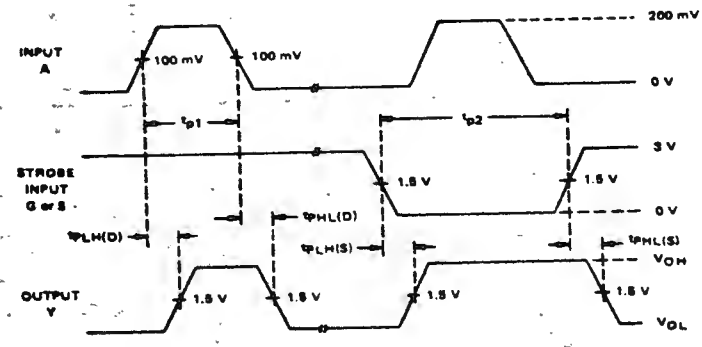 200 mV
INPUT
A
100 mV
100 mV
0 V
tp1
tp2
3 V
STROBE
INPUT
G or S
1.5 V
1.5 V
0 V
tPHL(D)
tPLH(D)
tPLH(S)
tPHL(S)
VOH
OUTPUT
Y
1.5 V
1.5 V
1.5 V
1.5 V
VOL